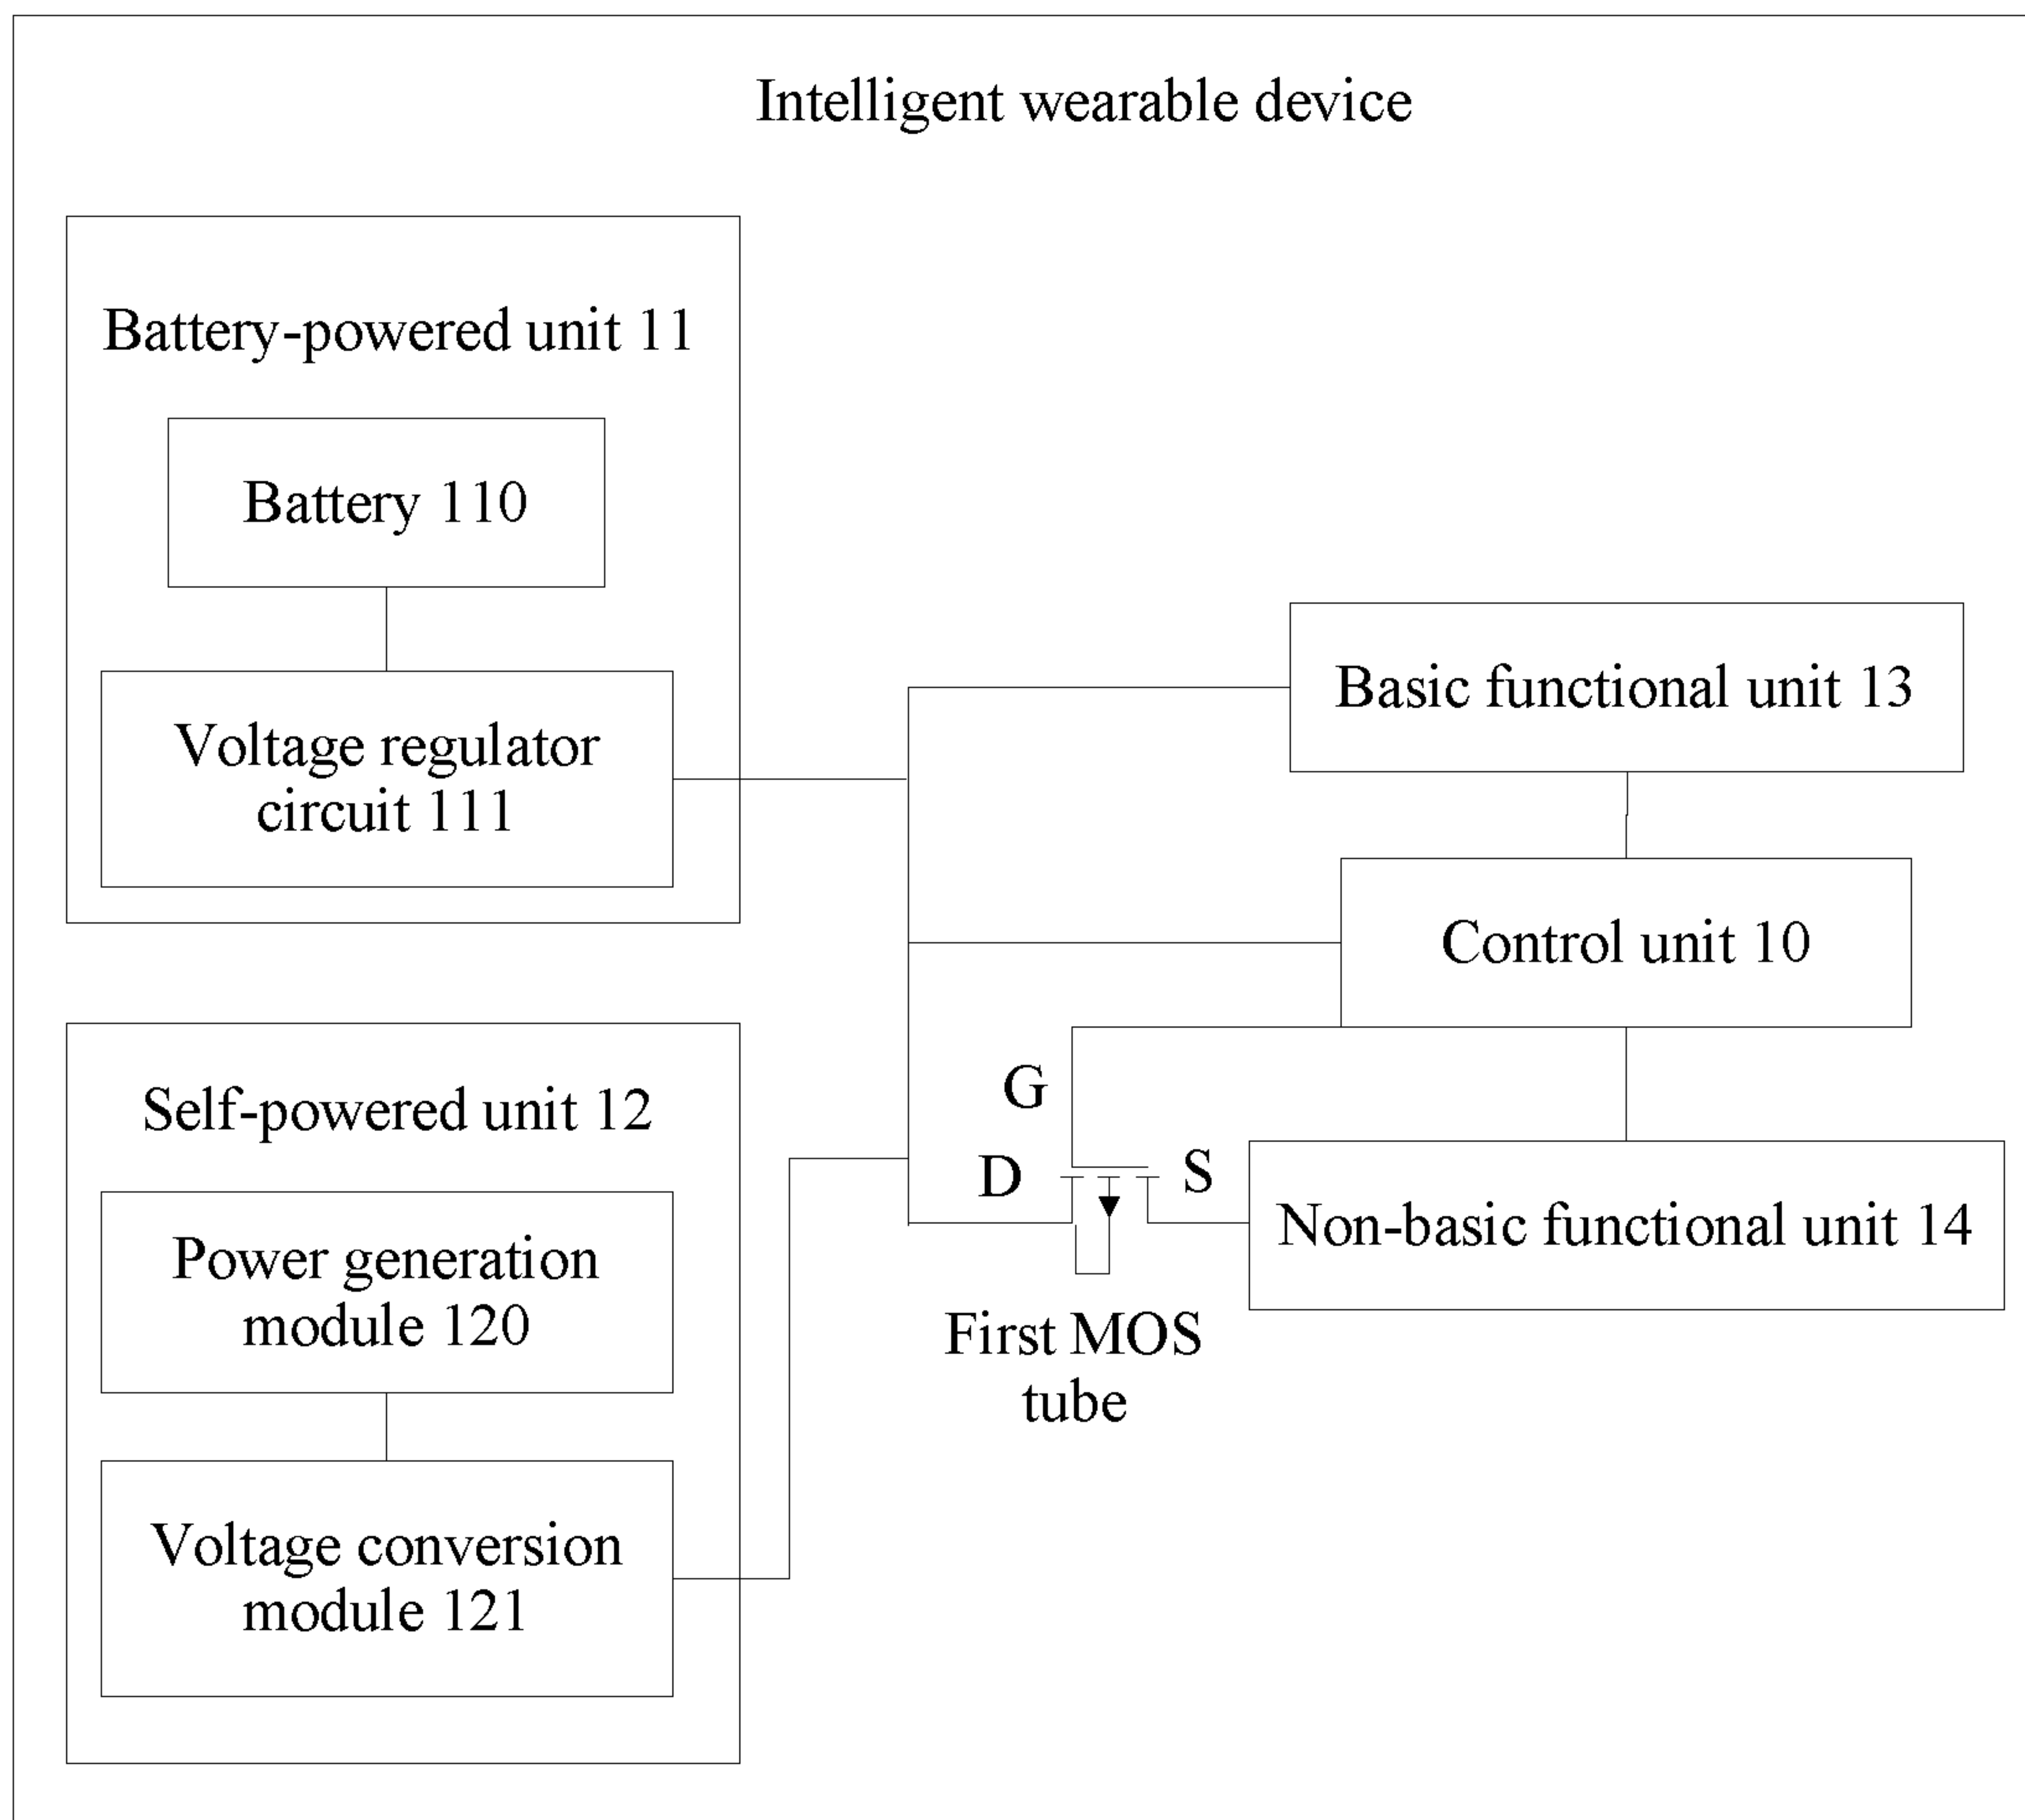 Intelligent wearable device
Battery-powered unit 11
Battery 110
Voltage regulator
circuit 111
Basic functional unit 13
Control unit 10
G
D
S
Non-basic functional unit 14
First MOS
tube
Self-powered unit 12
Power generation
module 120
Voltage conversion
module 121